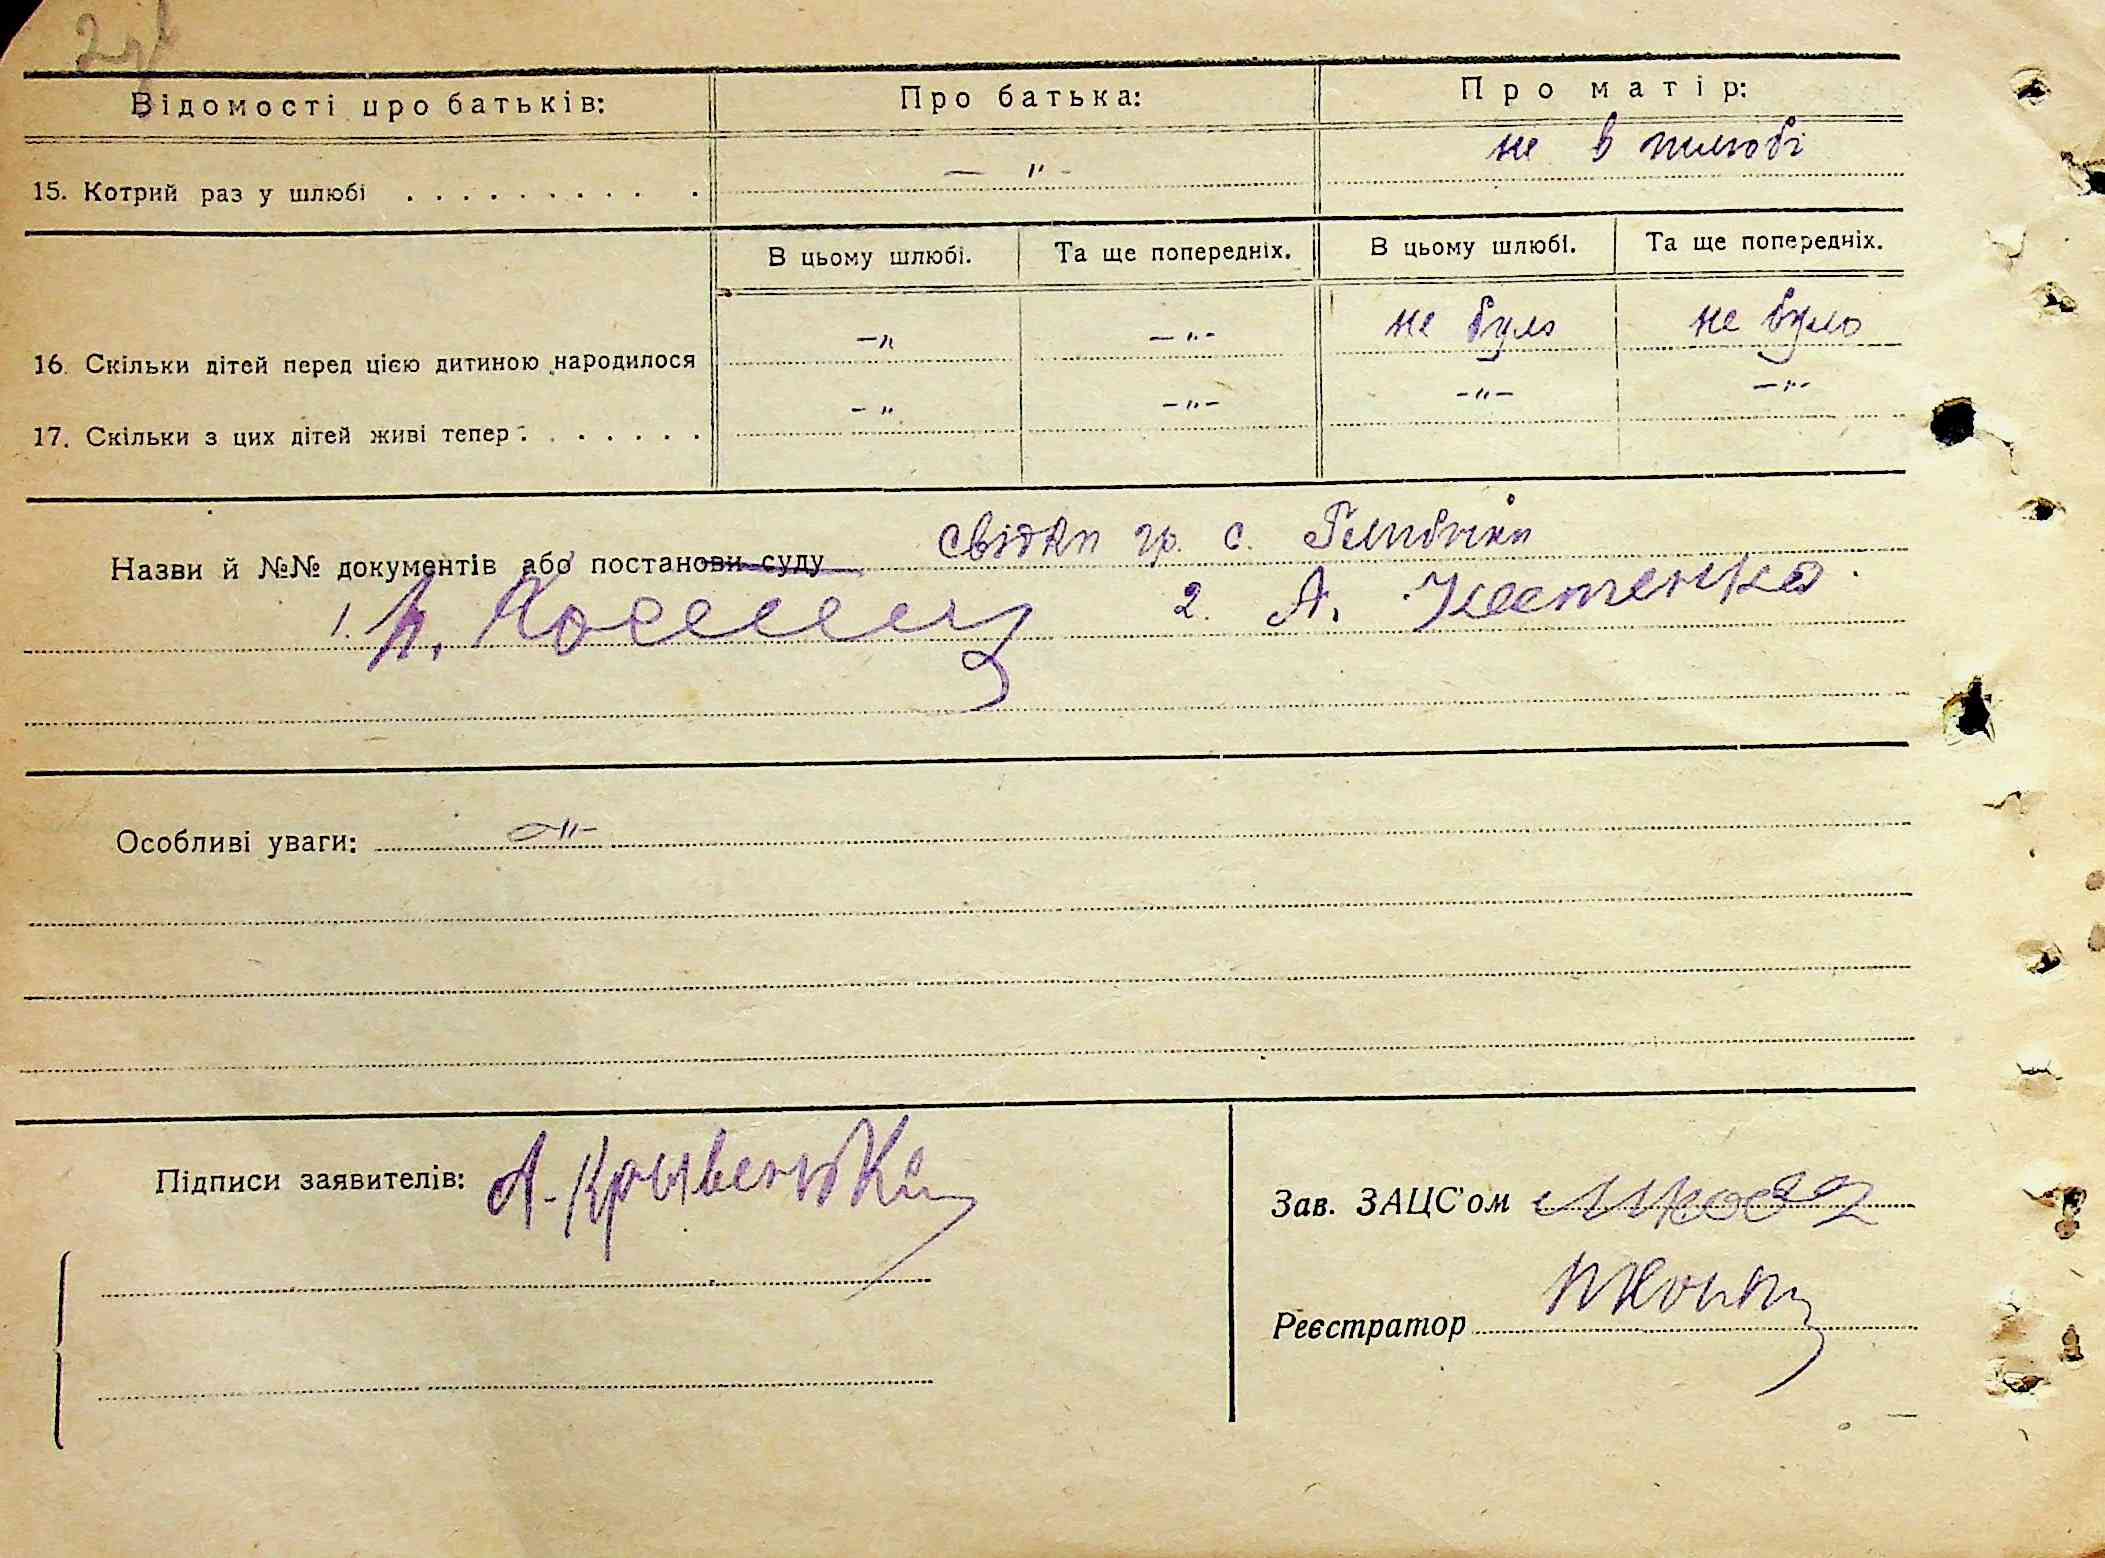 Відомості про батьків: Про батька: Про матір:
не в шлюбі
15. Котрий раз у шлюбі . . . . . . . . . . . — " -
В цьому шлюбі. Та ще попередніх. В цьому шлюбі. Та ще попередніх.
16. Скільки дітей перед цією дитиною народилося —" — " - не було не було
17. Скільки з цих дітей живі тепер . . . . . . . - " - " - - " - - " -
Назви й №№ документів або постанови суду свідки гр. с.
1. 2. А.
Особливі уваги: - " -
Підписи заявителів: А.
Зав. ЗАЦС'ом
Реєстратор